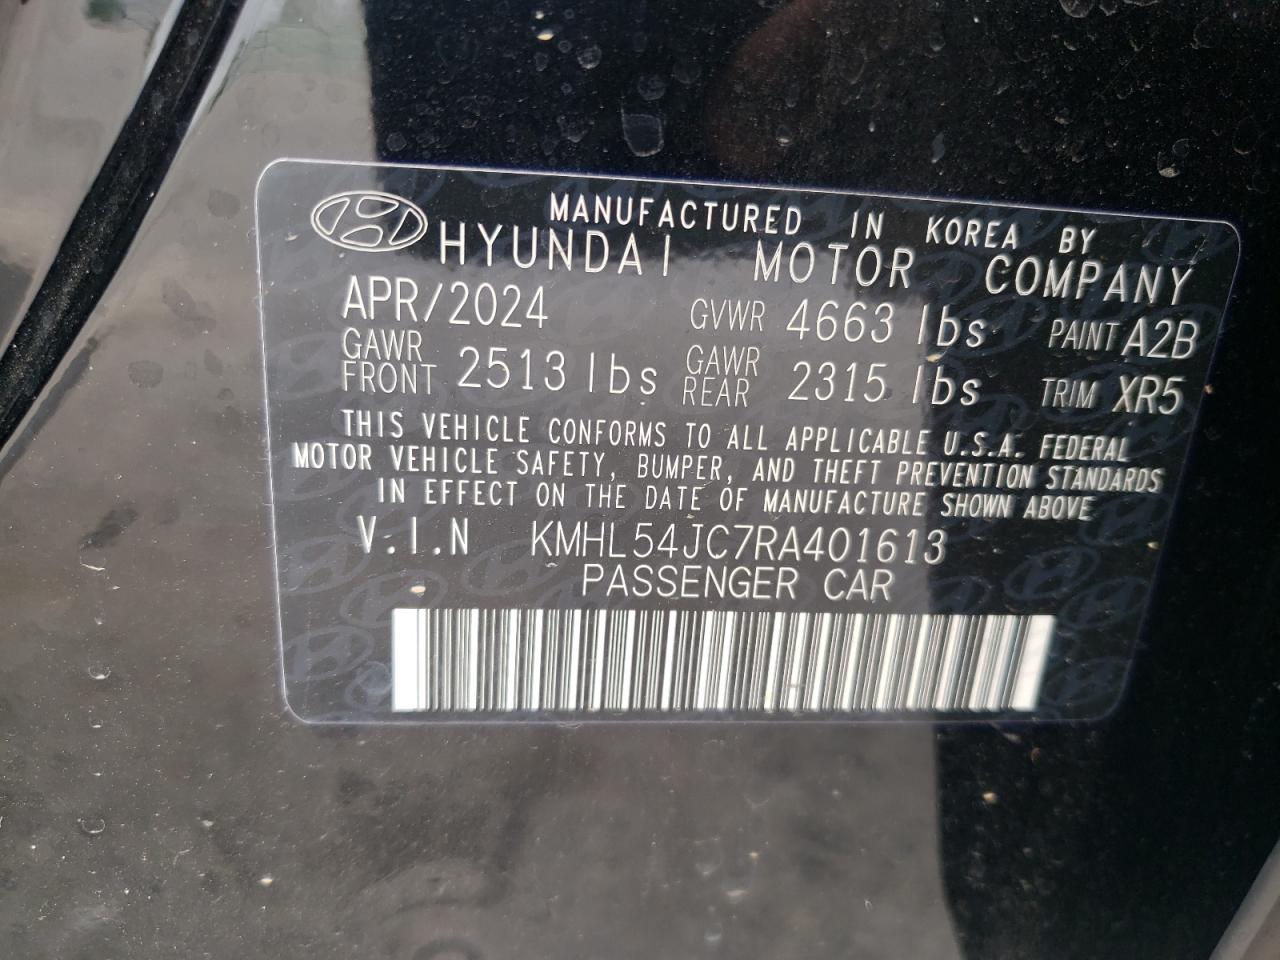 MANUFACTURED IN KOREA BY
HYUNDAI MOTOR COMPANY
APR/2024 GVWR 4663 lbs PAINT A2B
GAWR FRONT 2513 lbs GAWR REAR 2315 lbs TRIM XR5
THIS VEHICLE CONFORMS TO ALL APPLICABLE U.S.A. FEDERAL
MOTOR VEHICLE SAFETY, BUMPER, AND THEFT PREVENTION STANDARDS
IN EFFECT ON THE DATE OF MANUFACTURE SHOWN ABOVE
V.I.N KMHL54JC7RA401613
PASSENGER CAR